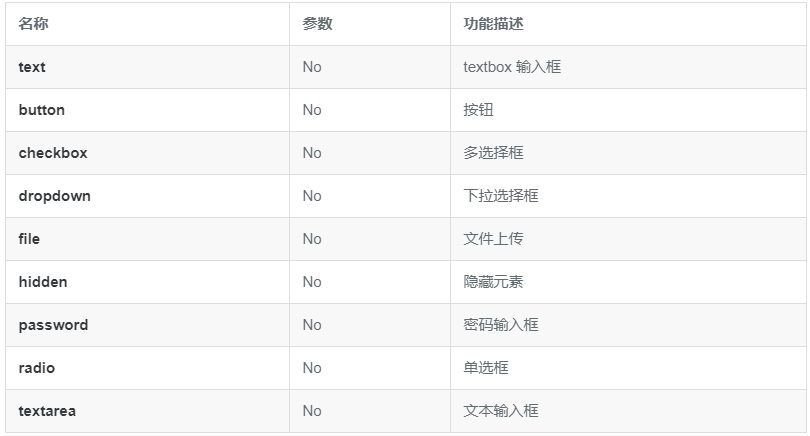 名称 参数 功能描述
text No textbox 输入框
button No 按钮
checkbox No 多选择框
dropdown No 下拉选择框
file No 文件上传
hidden No 隐藏元素
password No 密码输入框
radio No 单选框
textarea No 文本输入框